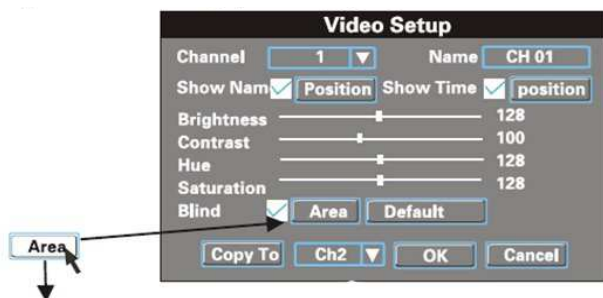 Video Setup
Channel 1 Name CH 01
Show Nam Position Show Time position
Brightness 128
Contrast 100
Hue 128
Saturation 128
Blind Area Default
Area
Copy To Ch2 OK Cancel